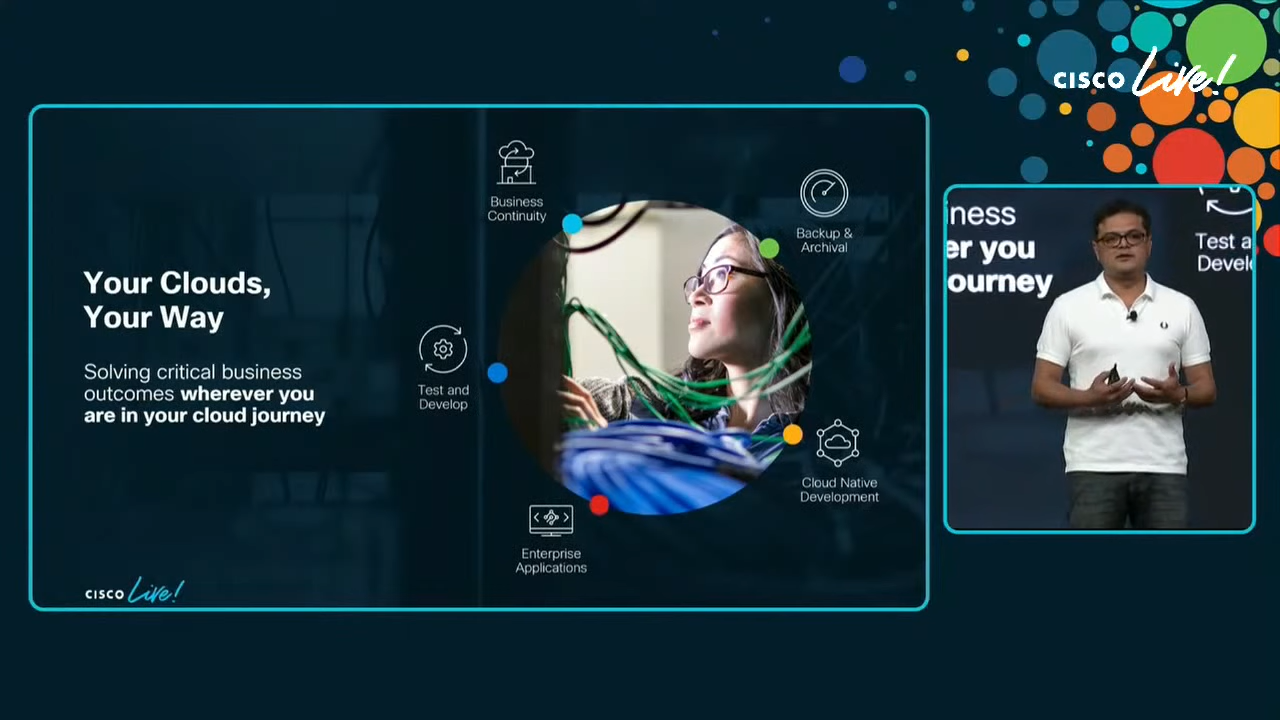 CISCO Live!
Your Clouds,
Your Way
Solving critical business
outcomes wherever you
are in your cloud journey
Business
Continuity
Backup &
Archival
Test and
Develop
Cloud Native
Development
Enterprise
Applications
CISCO Live!
iness
er you
ourney
Test a
Develo